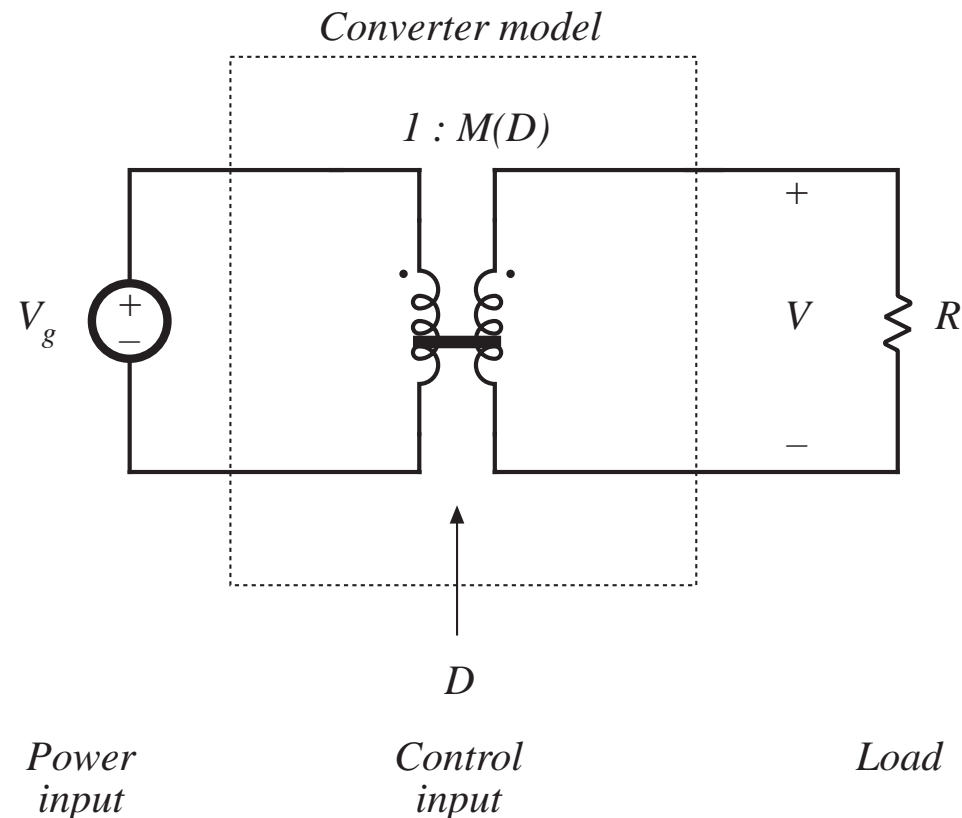 Converter model
1 : M(D)
+
V_g
+
–
V
R
–
D
Power
input
Control
input
Load